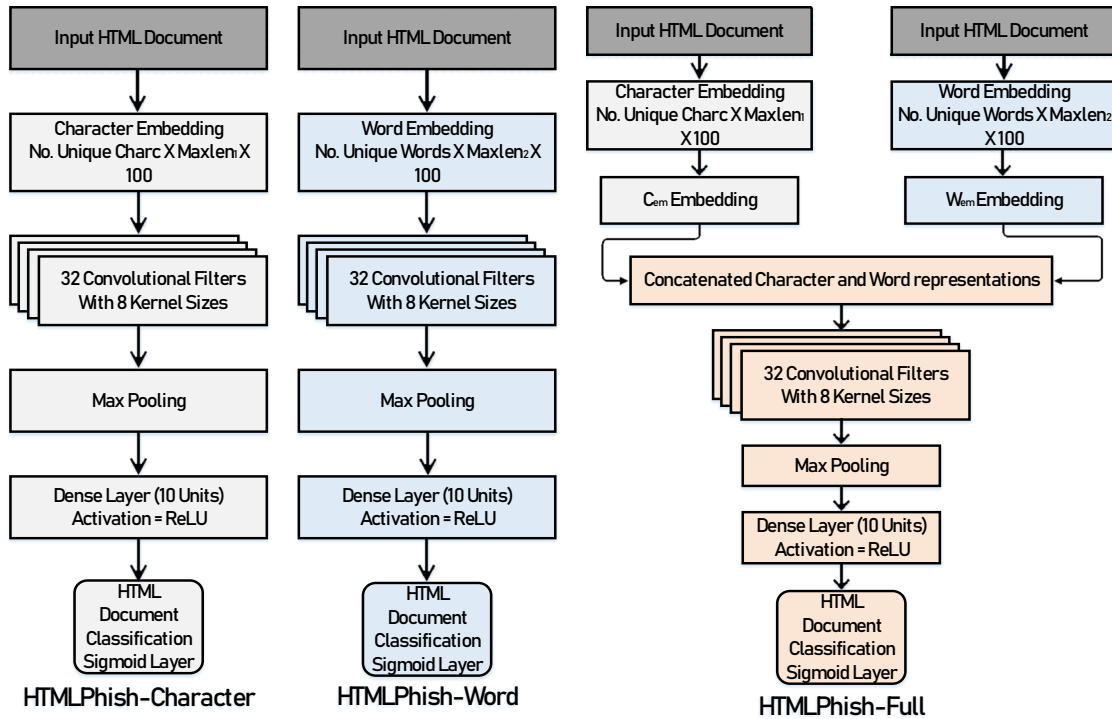 Input HTML Document
Character Embedding
No. Unique Charc X Maxlen₁ X
100
32 Convolutional Filters
With 8 Kernel Sizes
Max Pooling
Dense Layer (10 Units)
Activation = ReLU
HTML
Document
Classification
Sigmoid Layer
HTMLPhish-Character
Input HTML Document
Word Embedding
No. Unique Words X Maxlen₂ X
100
32 Convolutional Filters
With 8 Kernel Sizes
Max Pooling
Dense Layer (10 Units)
Activation = ReLU
HTML
Document
Classification
Sigmoid Layer
HTMLPhish-Word
Input HTML Document
Character Embedding
No. Unique Charc X Maxlen₁
X 100
Cem Embedding
Input HTML Document
Word Embedding
No. Unique Words X Maxlen₂
X 100
Wem Embedding
Concatenated Character and Word representations
32 Convolutional Filters
With 8 Kernel Sizes
Max Pooling
Dense Layer (10 Units)
Activation = ReLU
HTML
Document
Classification
Sigmoid Layer
HTMLPhish-Full